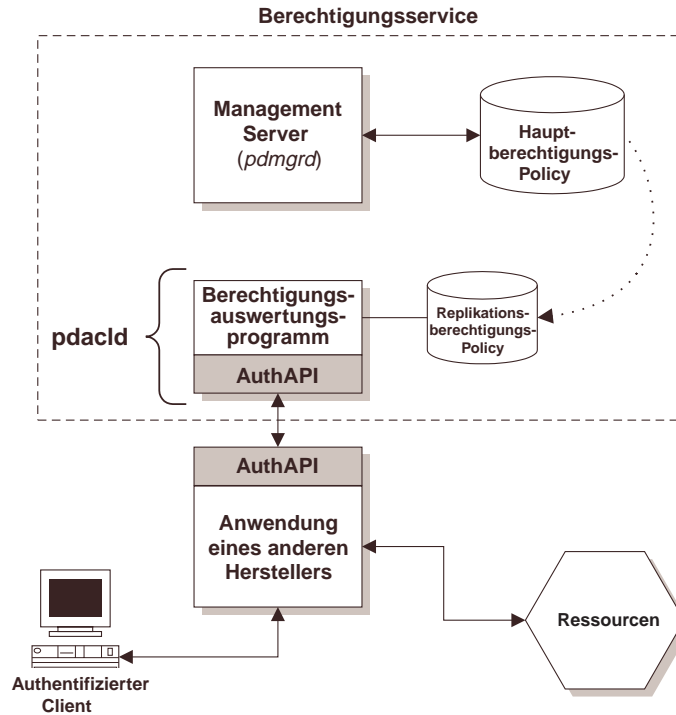 Berechtigungsservice
Management
Server
(pdmgrd)
Haupt-
berechtigungs-
Policy
pdacld
Berechtigungs-
auswertungs-
programm
AuthAPI
Replikations-
berechtigungs-
Policy
AuthAPI
Anwendung
eines anderen
Herstellers
Ressourcen
Authentifizierter
Client